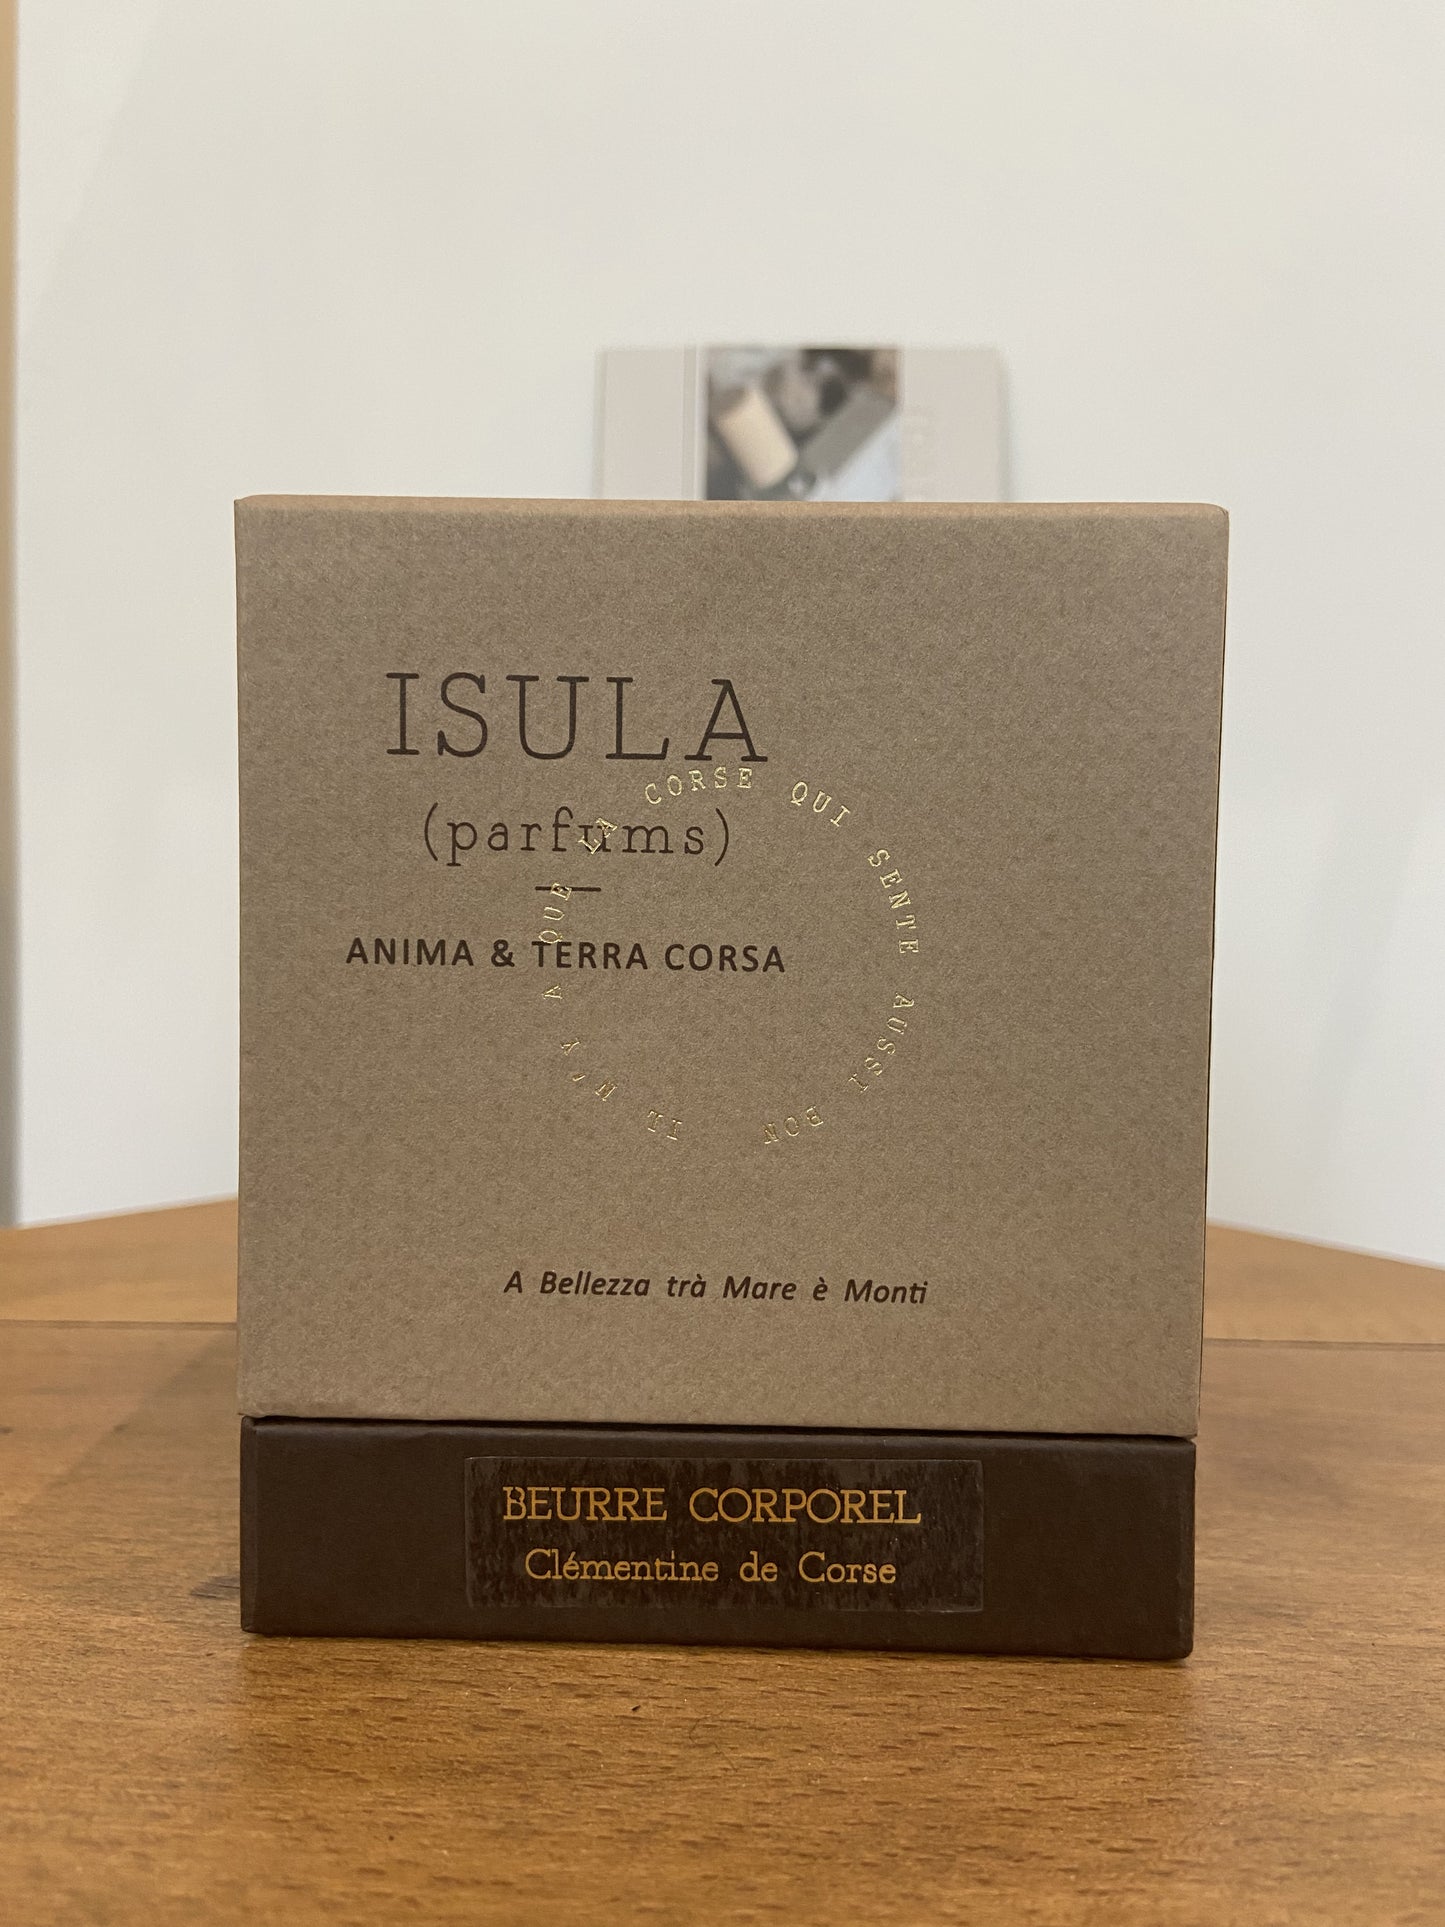 ISULA
(parfums)
ANIMA & TERRA CORSA
IL N'Y A QUE LA CORSE QUI SENTE AUSSI BON
A Bellezza trà Mare è Monti
BEURRE CORPOREL
Clémentine de Corse